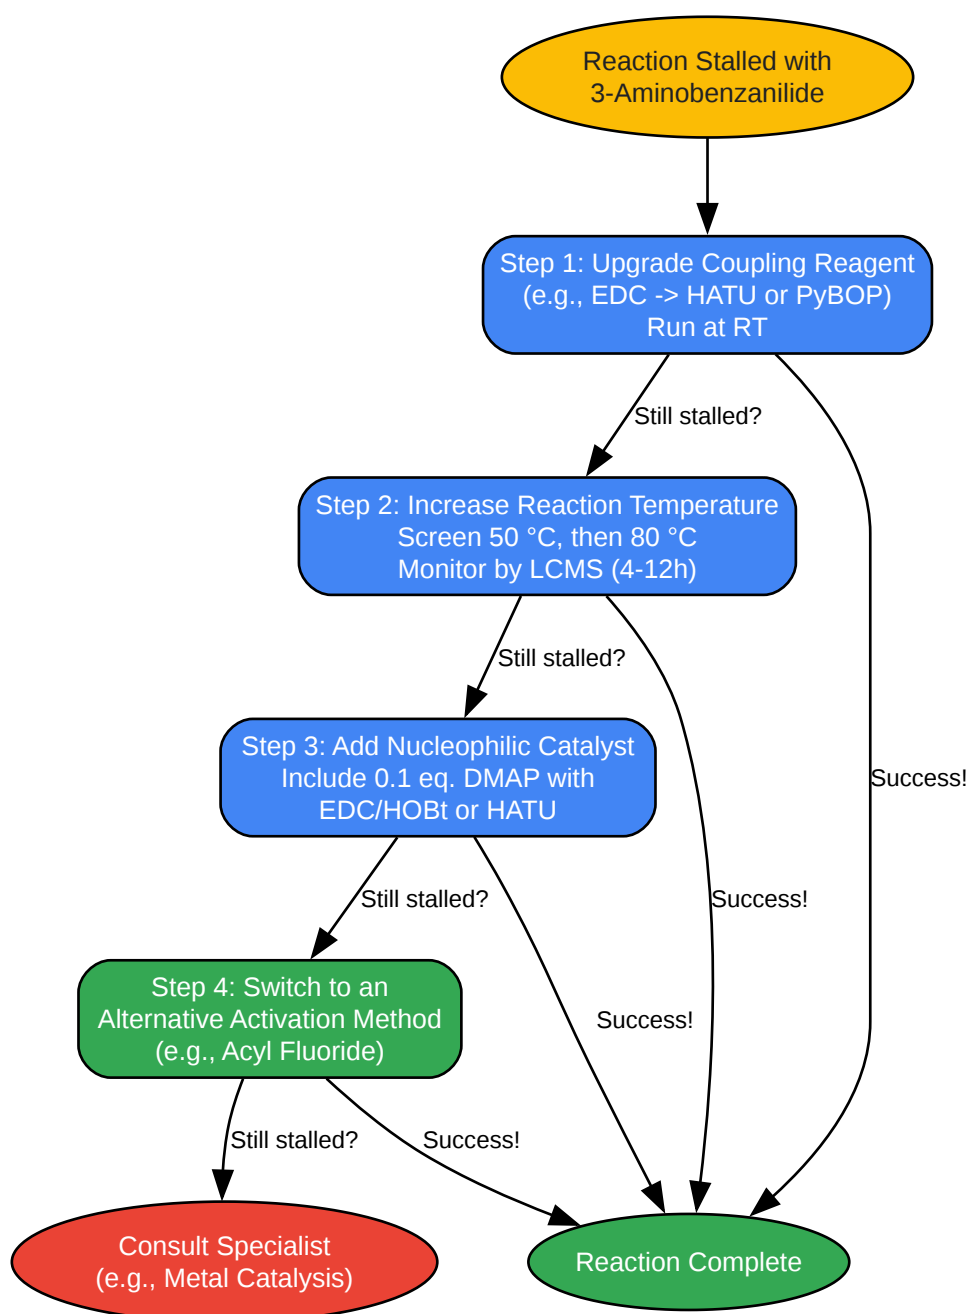 Reaction Stalled with
3-Aminobenzanilide
Step 1: Upgrade Coupling Reagent
(e.g., EDC -> HATU or PyBOP)
Run at RT
Still stalled?
Step 2: Increase Reaction Temperature
Screen 50 °C, then 80 °C
Monitor by LCMS (4-12h)
Still stalled?
Step 3: Add Nucleophilic Catalyst
Include 0.1 eq. DMAP with
EDC/HOBt or HATU
Success!
Still stalled?
Success!
Step 4: Switch to an
Alternative Activation Method
(e.g., Acyl Fluoride)
Success!
Still stalled?
Success!
Consult Specialist
(e.g., Metal Catalysis)
Reaction Complete